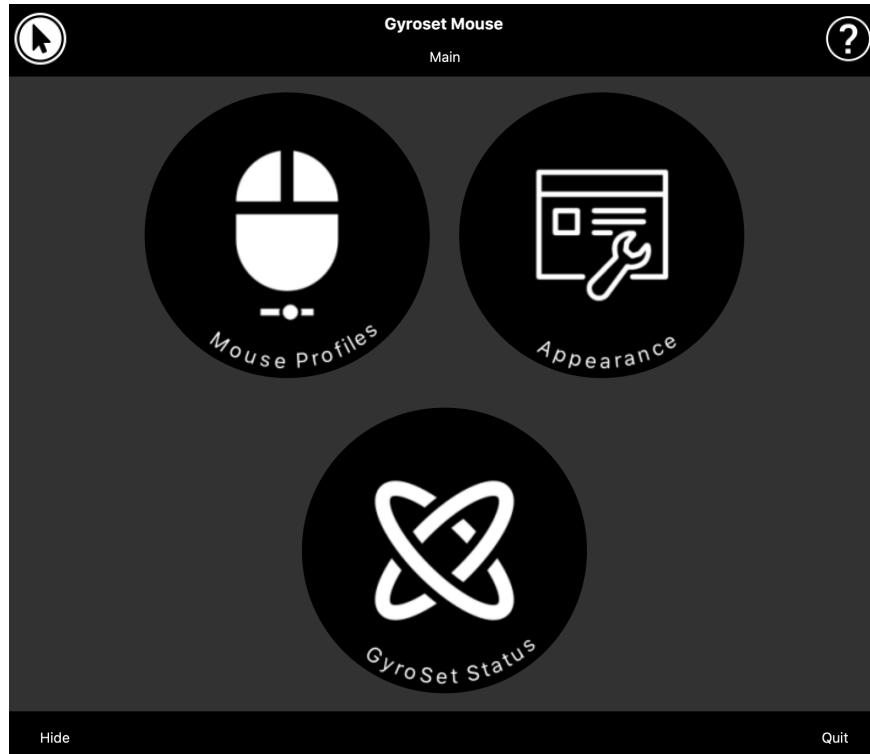 Gyroset Mouse
Main
?
Mouse Profiles
Appearance
GyroSet Status
Hide
Quit